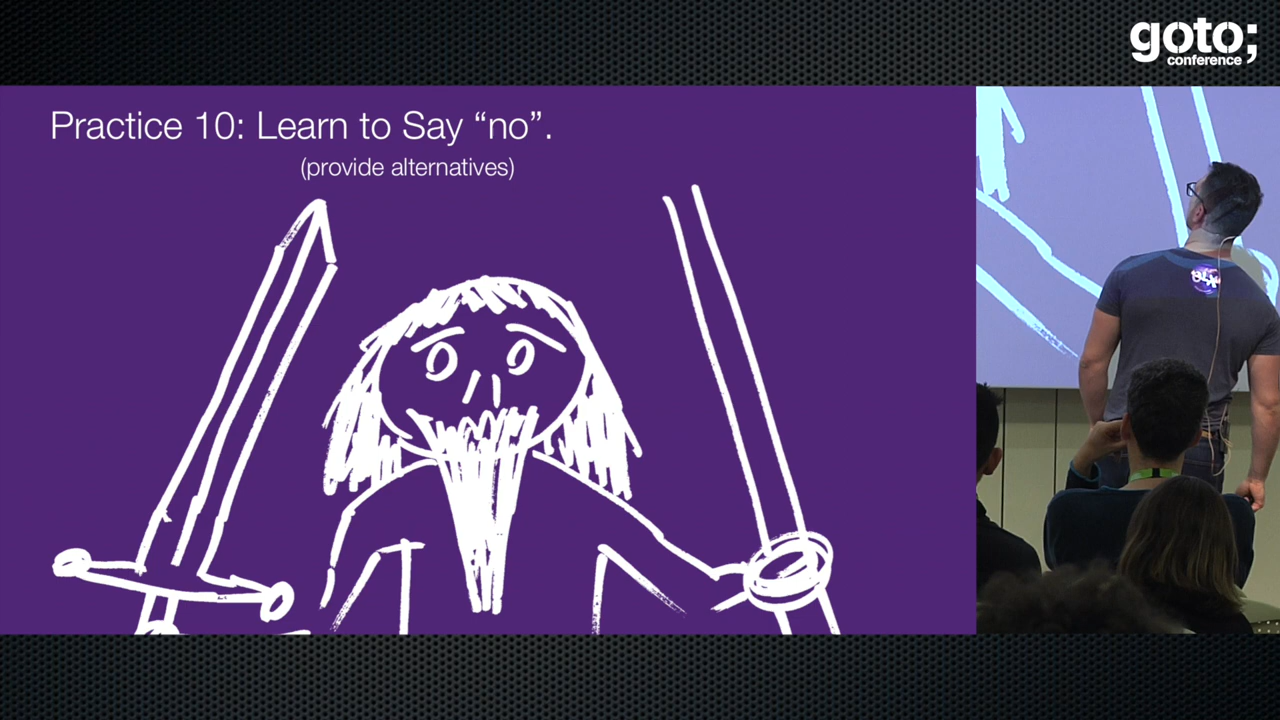 goto;
conference
Practice 10: Learn to Say “no”.
(provide alternatives)